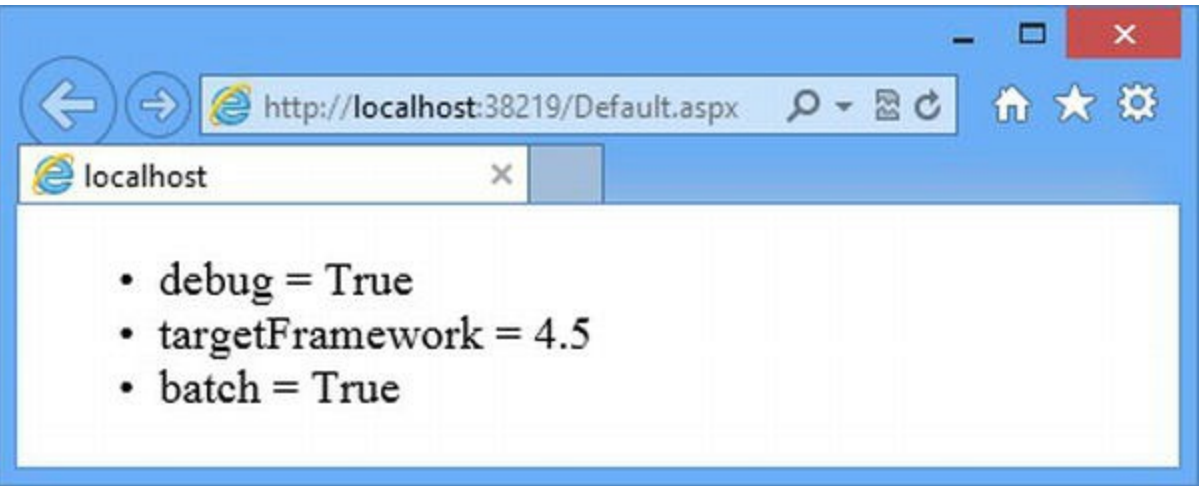 http://localhost:38219/Default.aspx
localhost
• debug = True
• targetFramework = 4.5
• batch = True